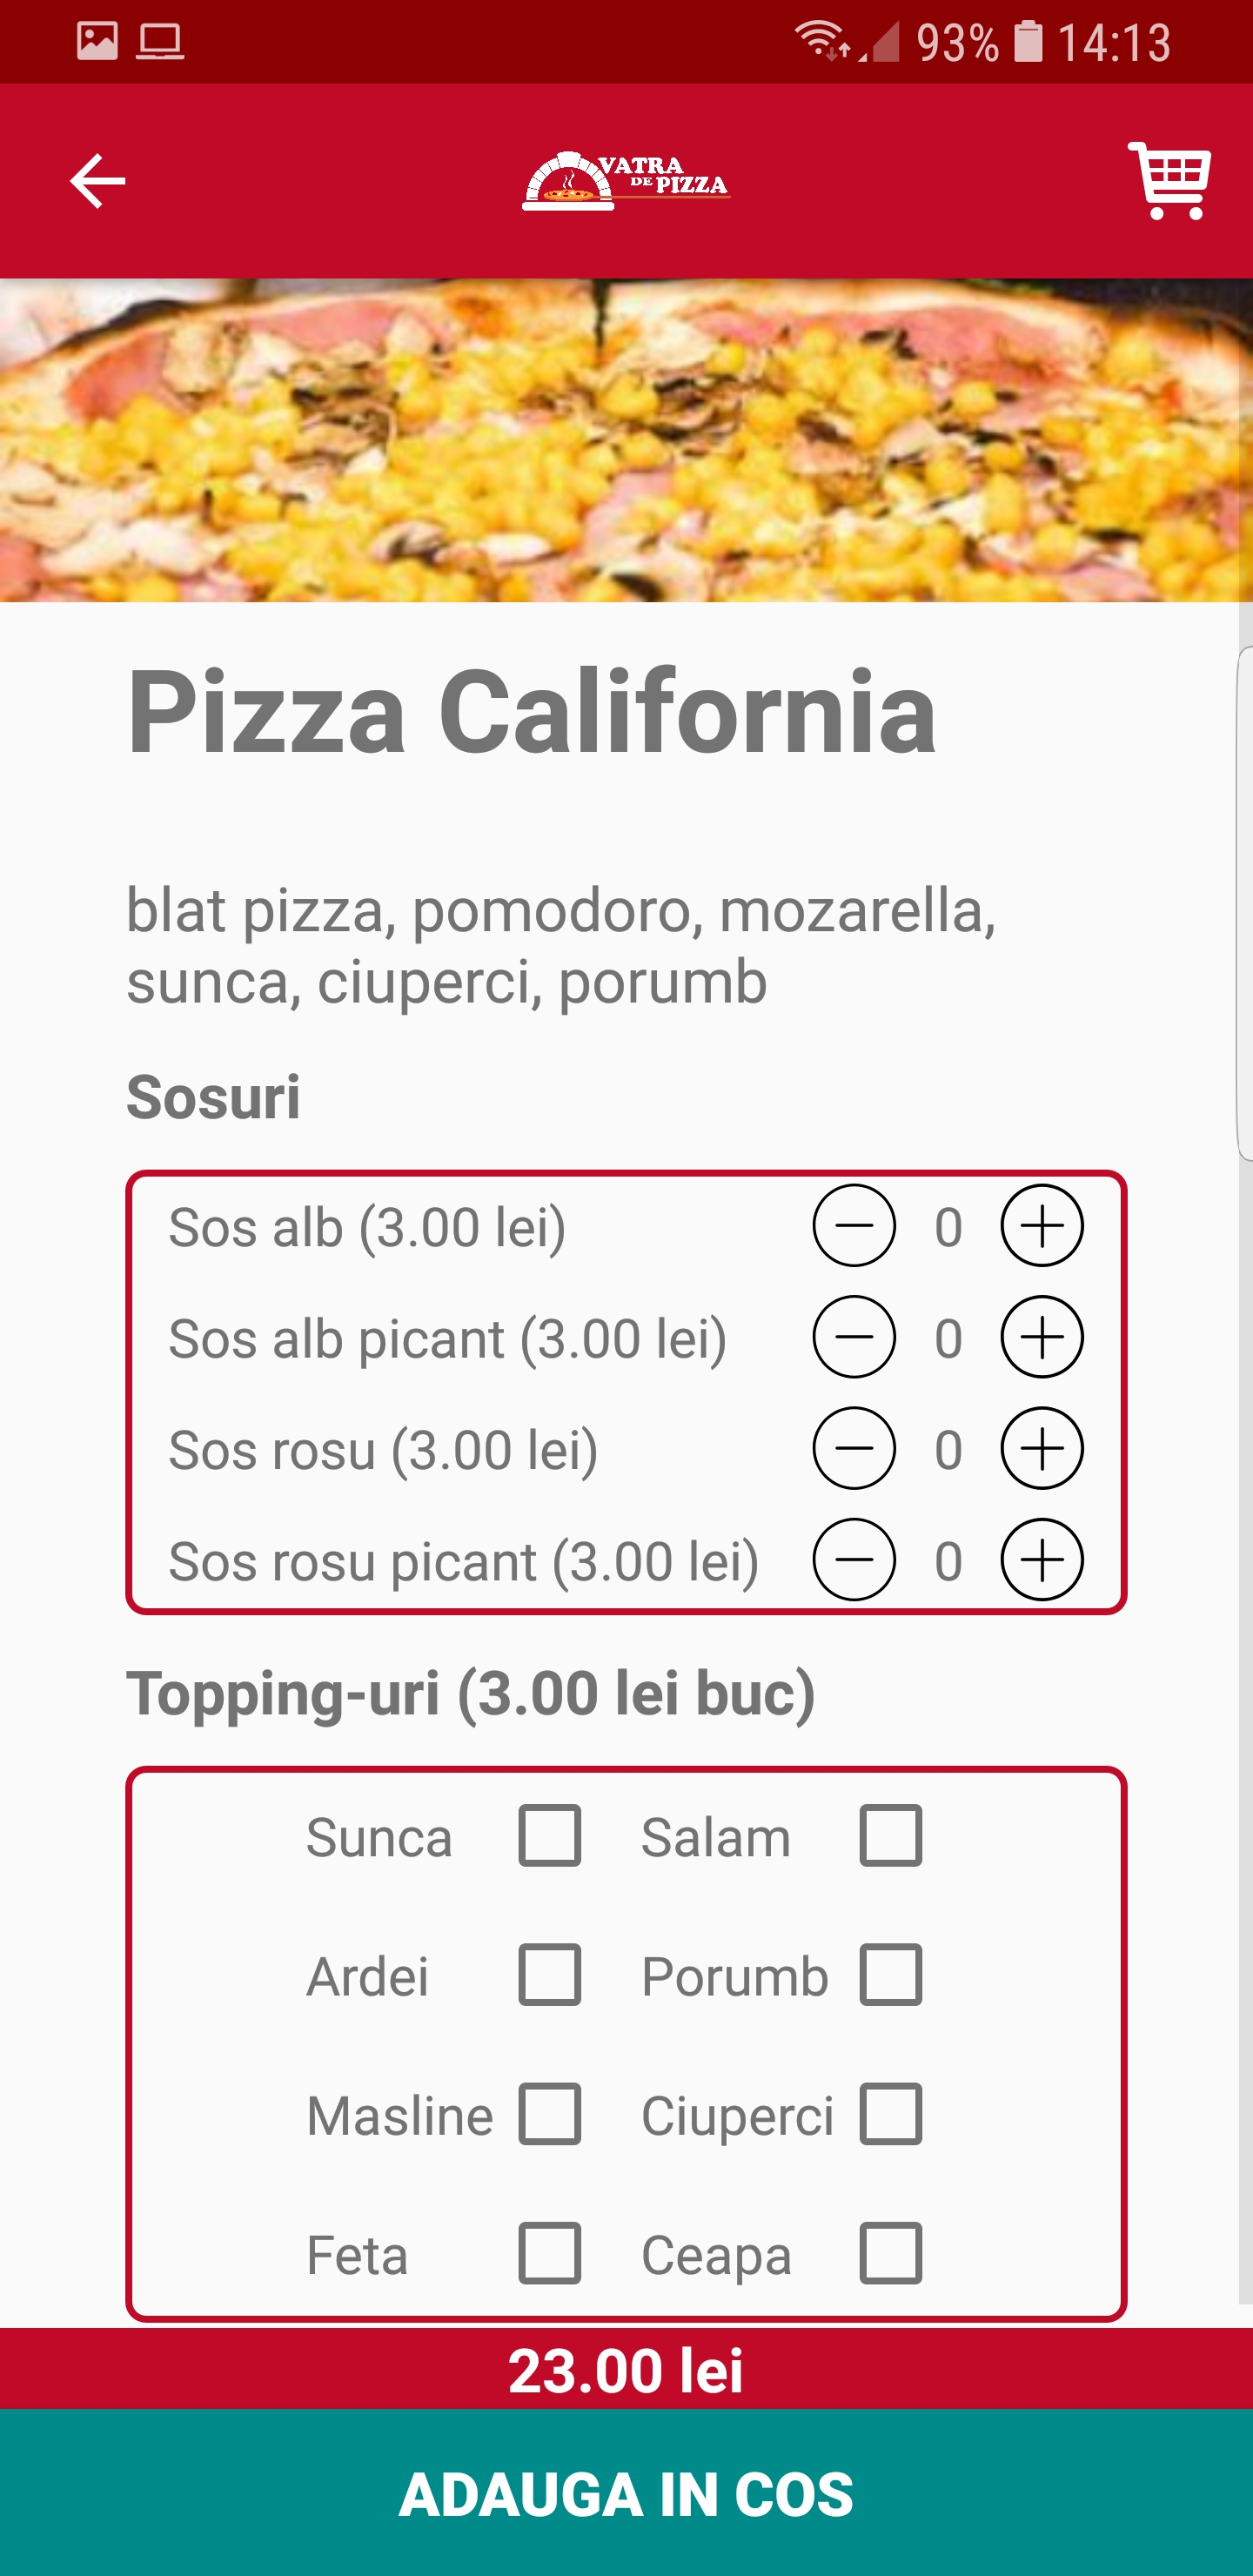 93% 14:13
VATRA
DE PIZZA
Pizza California
blat pizza, pomodoro, mozarella,
sunca, ciuperci, porumb
Sosuri
Sos alb (3.00 lei) 0
Sos alb picant (3.00 lei) 0
Sos rosu (3.00 lei) 0
Sos rosu picant (3.00 lei) 0
Topping-uri (3.00 lei buc)
Sunca Salam
Ardei Porumb
Masline Ciuperci
Feta Ceapa
23.00 lei
ADAUGA IN COS